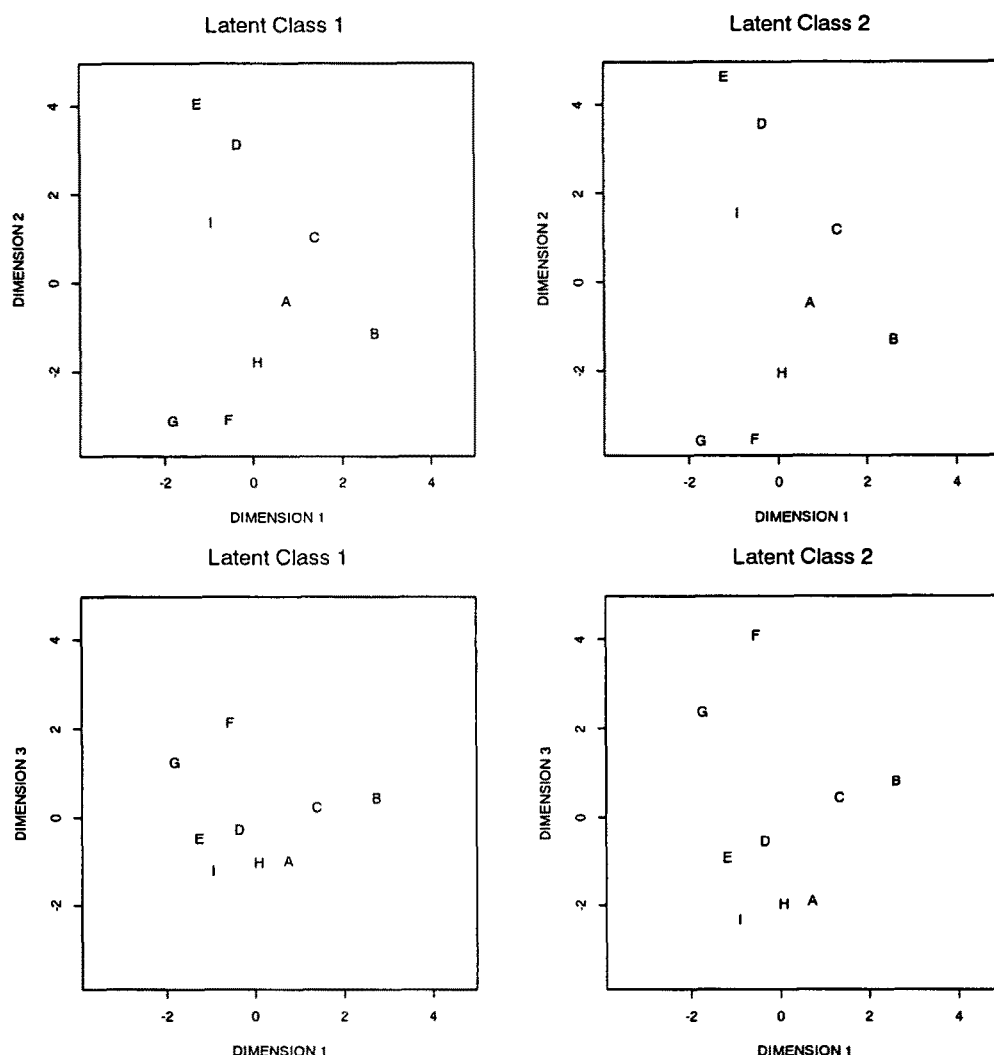 Latent Class 1
DIMENSION 2
4
2
0
-2
E
D
I
C
A
B
H
G
F
-2
0
2
4
DIMENSION 1
Latent Class 2
DIMENSION 2
4
2
0
-2
E
D
I
C
A
B
H
G
F
-2
0
2
4
DIMENSION 1
Latent Class 1
DIMENSION 3
4
2
0
-2
F
G
B
C
D
E
H
A
I
-2
0
2
4
DIMENSION 1
Latent Class 2
DIMENSION 3
4
2
0
-2
F
G
B
C
D
E
H
A
I
-2
0
2
4
DIMENSION 1